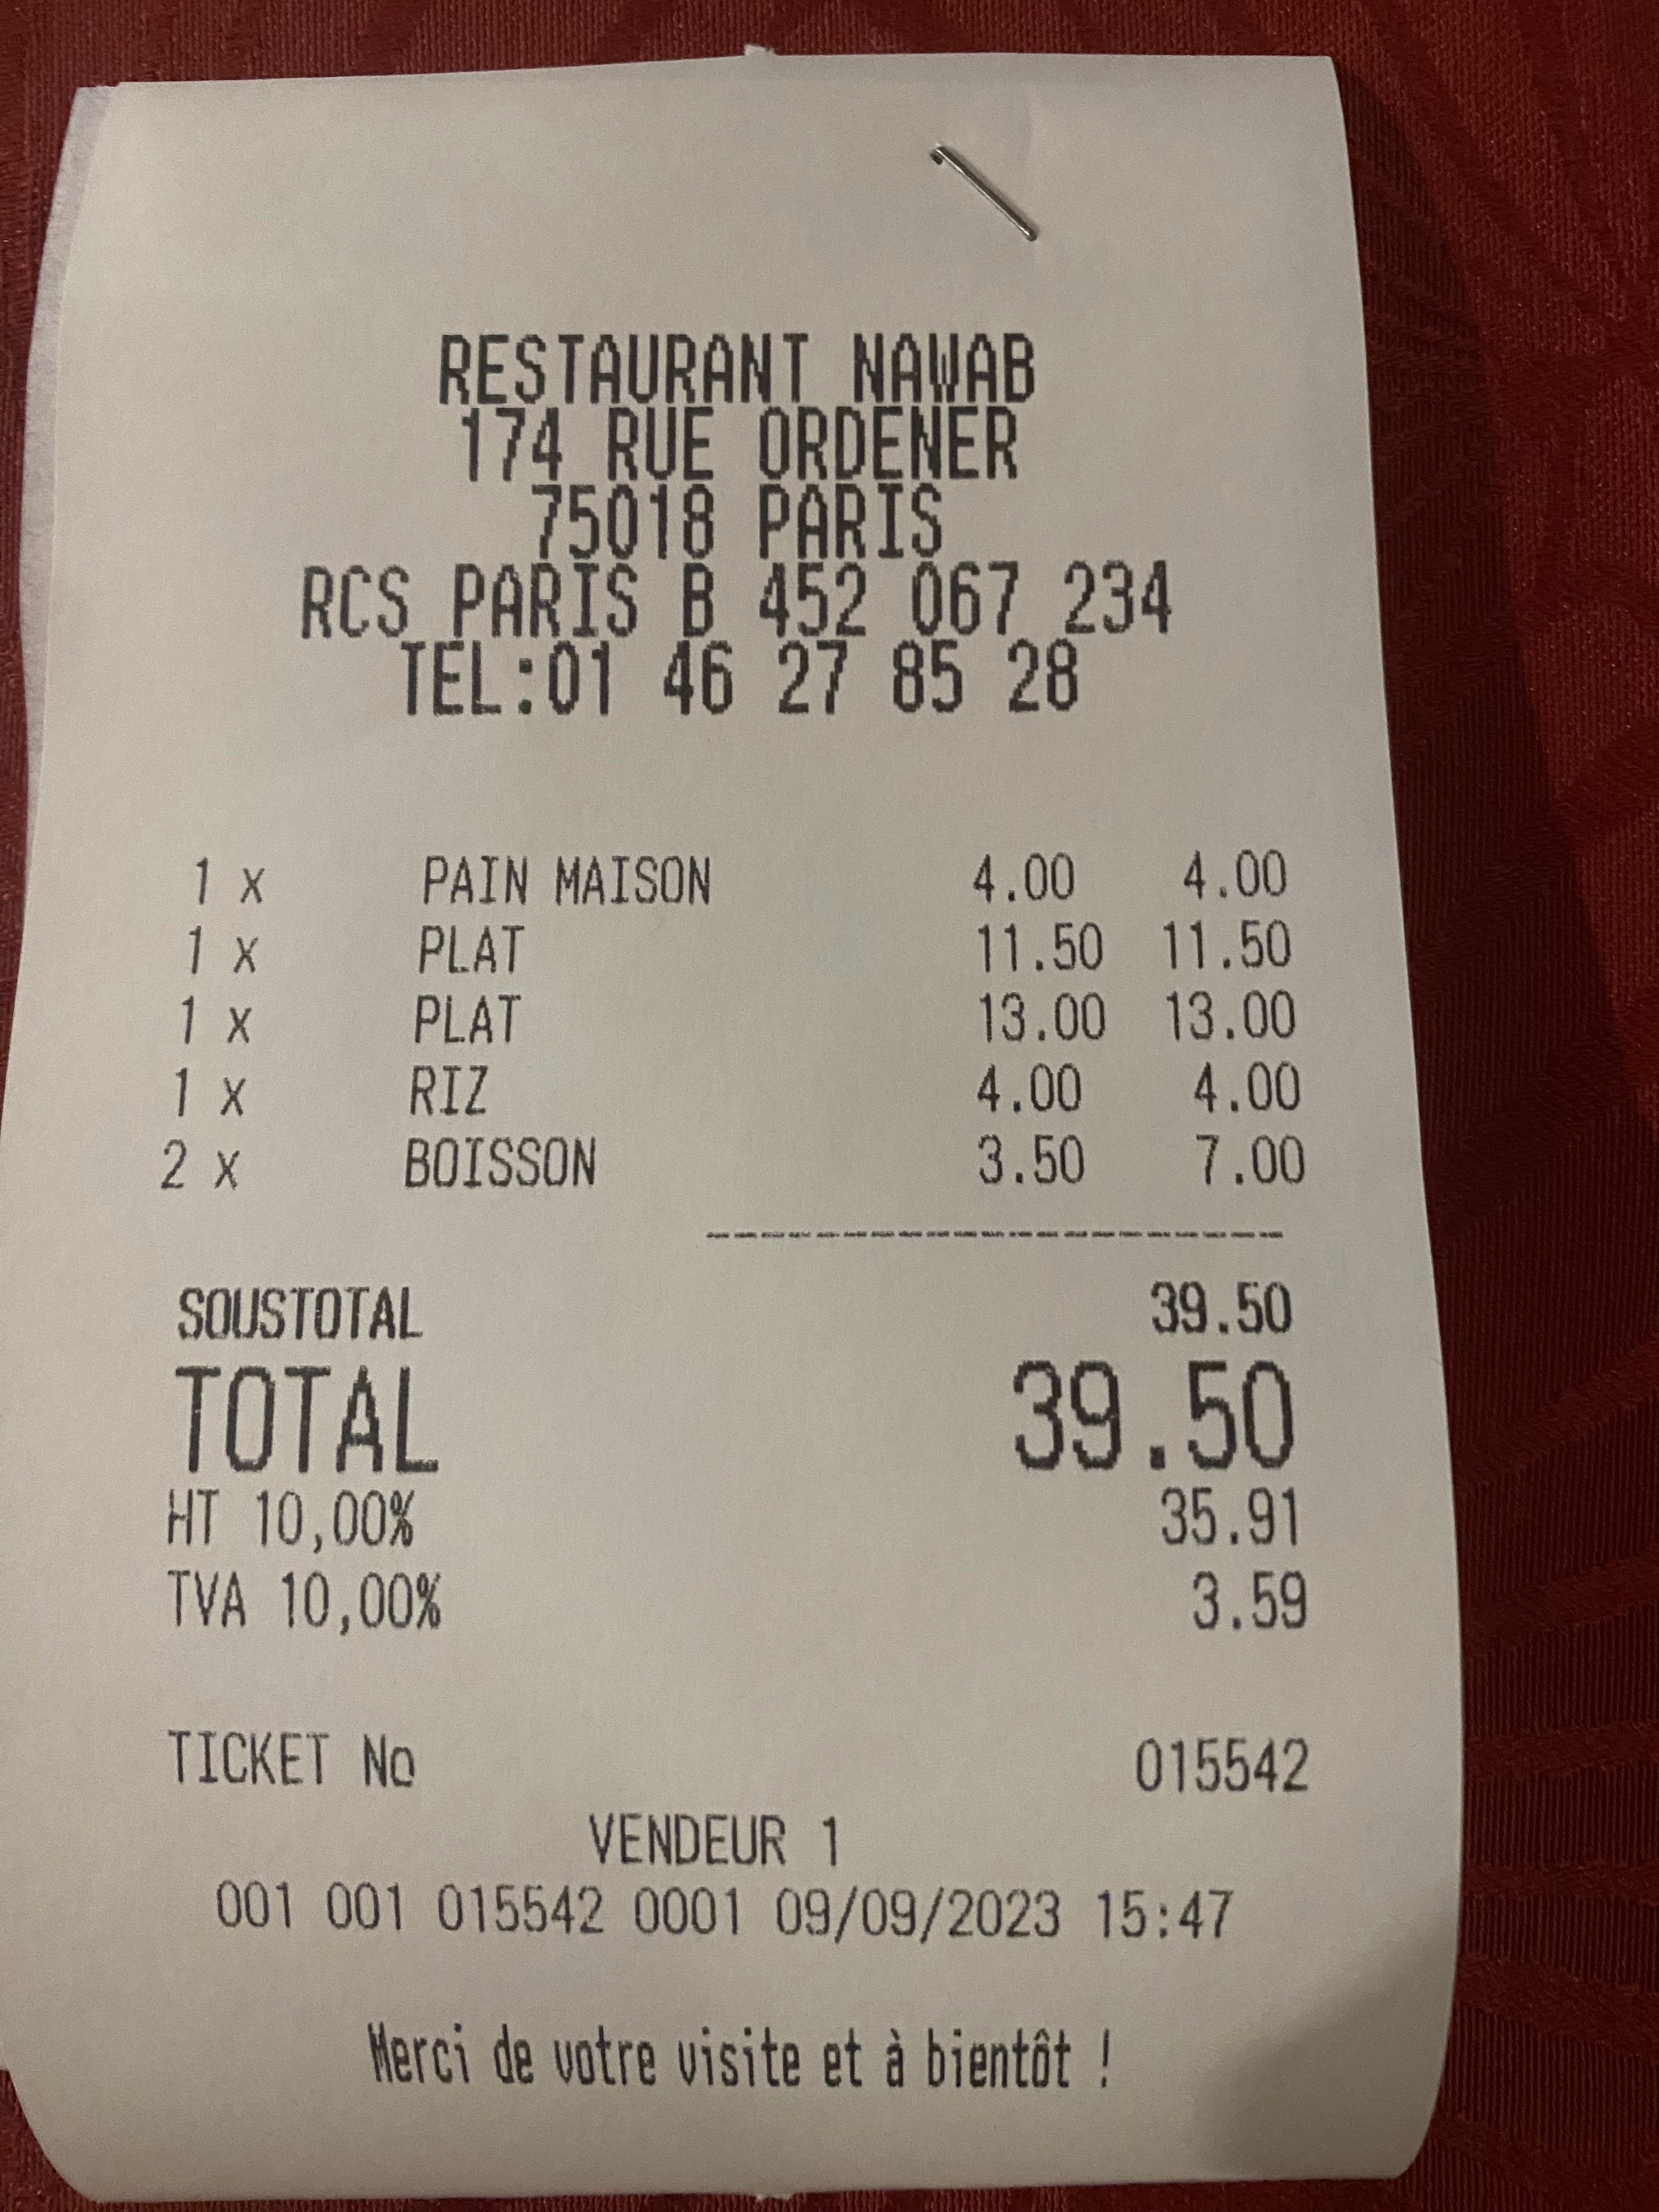 RESTAURANT NAWAB
174 RUE ORDENER
75018 PARIS
RCS PARIS B 452 067 234
TEL:01 46 27 85 28
1 x PAIN MAISON 4.00 4.00
1 x PLAT 11.50 11.50
1 x PLAT 13.00 13.00
1 x RIZ 4.00 4.00
2 x BOISSON 3.50 7.00
SOUSTOTAL 39.50
TOTAL 39.50
HT 10,00% 35.91
TVA 10,00% 3.59
TICKET No 015542
VENDEUR 1
001 001 015542 0001 09/09/2023 15:47
Merci de votre visite et à bientôt !